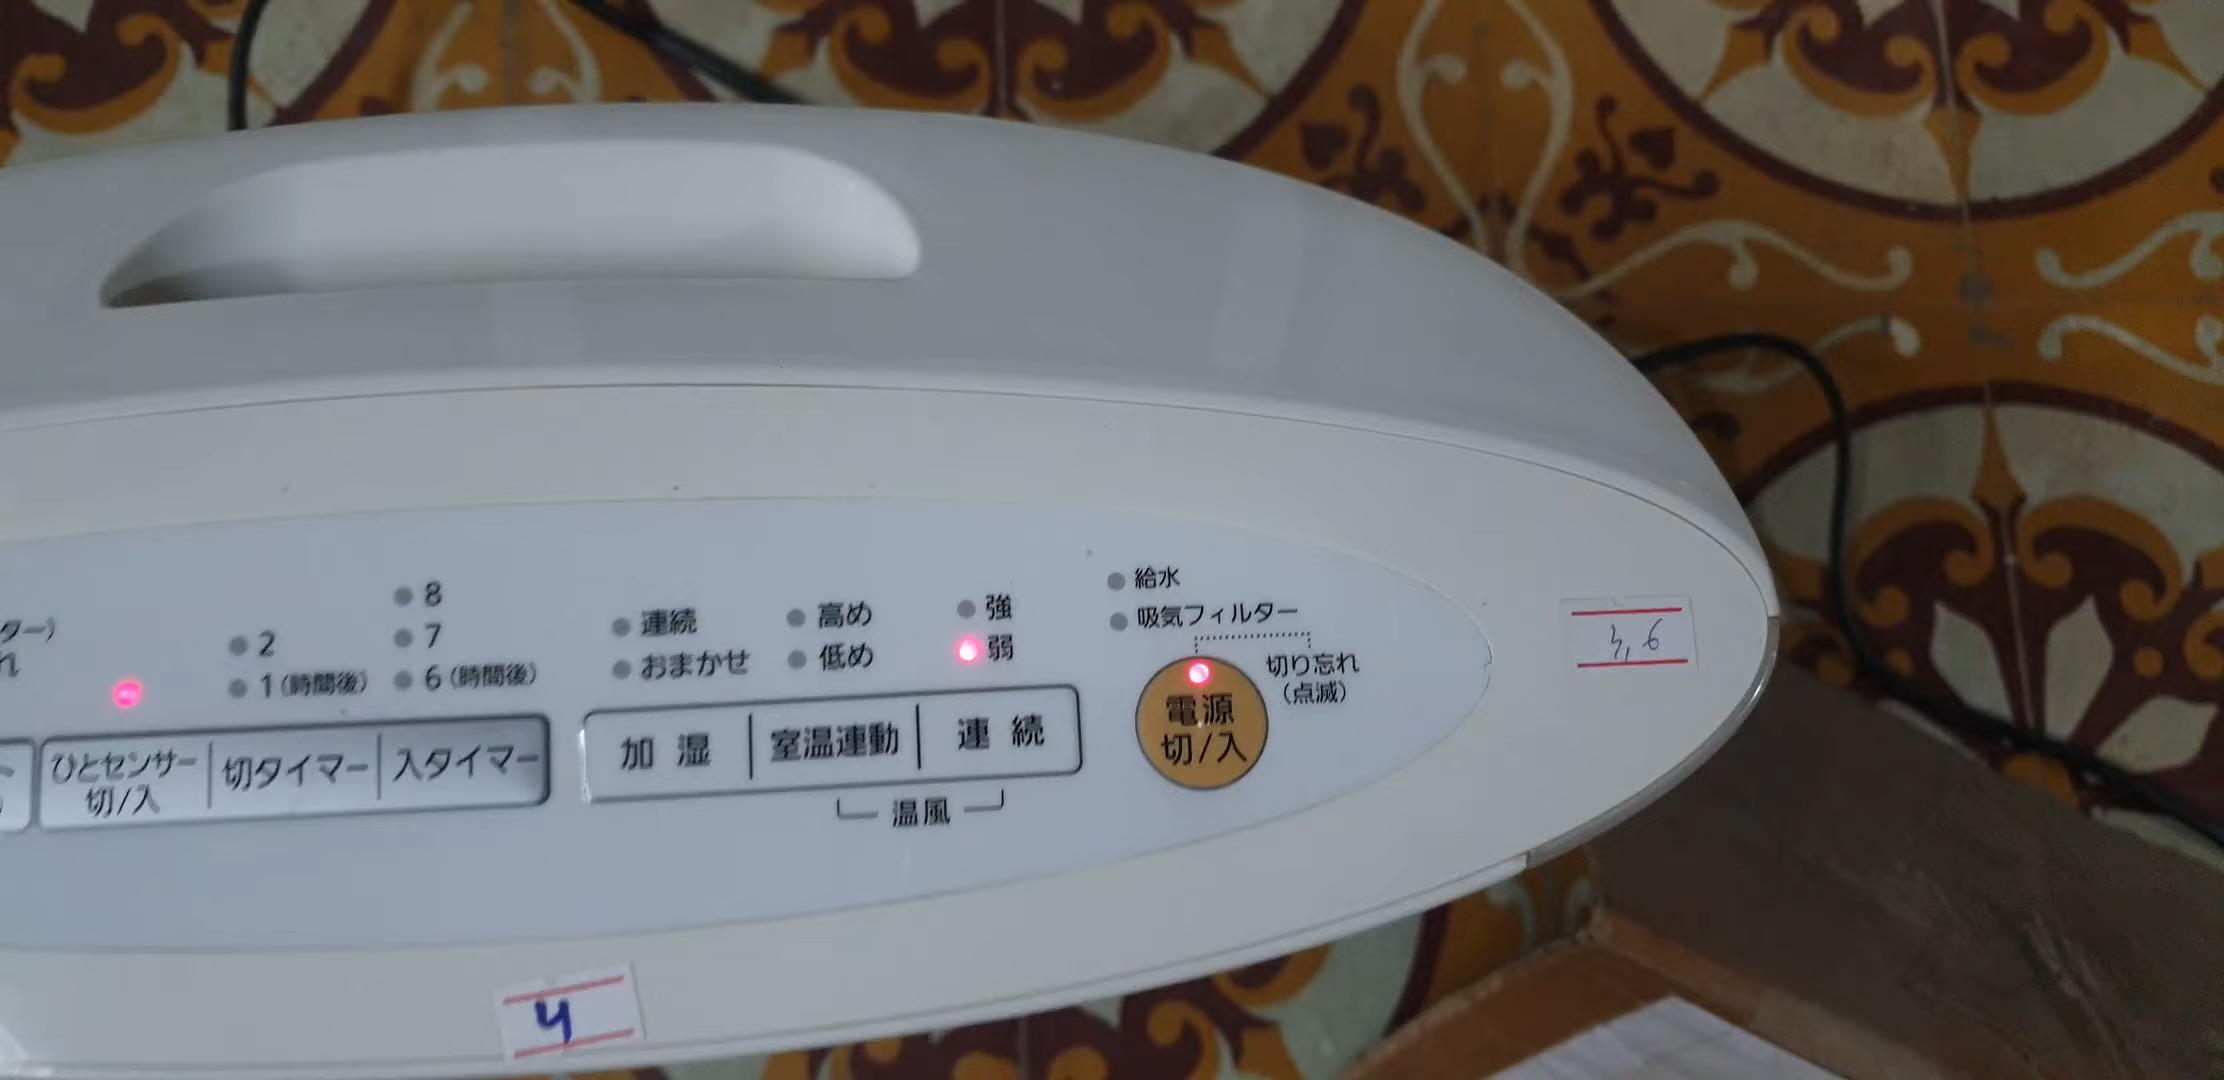 ター)
れ
8
7
6 (時間後)
2
1 (時間後)
連続
おまかせ
高め
低め
強
弱
給水
吸気フィルター
切り忘れ
(点滅)
電源
切/入
ひとセンサー
切/入
切タイマー
入タイマー
加 湿
室温連動
連 続
温風
4